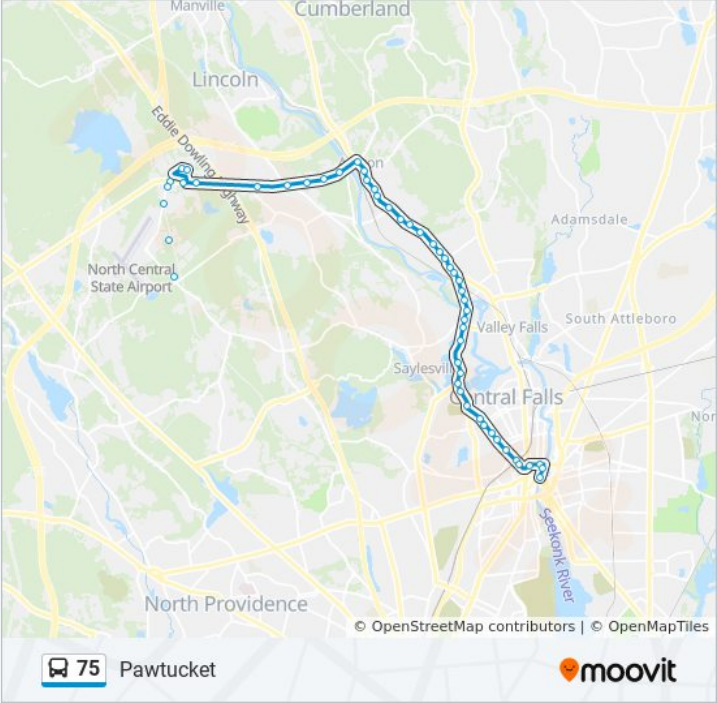 Manville
Cumberland
Lincoln
Eddie Dowling Highway
Adamsdale
North Central
State Airport
South Attleboro
Valley Falls
Central Falls
Seekonk River
North Providence
© OpenStreetMap contributors | © OpenMapTiles
75 Pawtucket
moovit